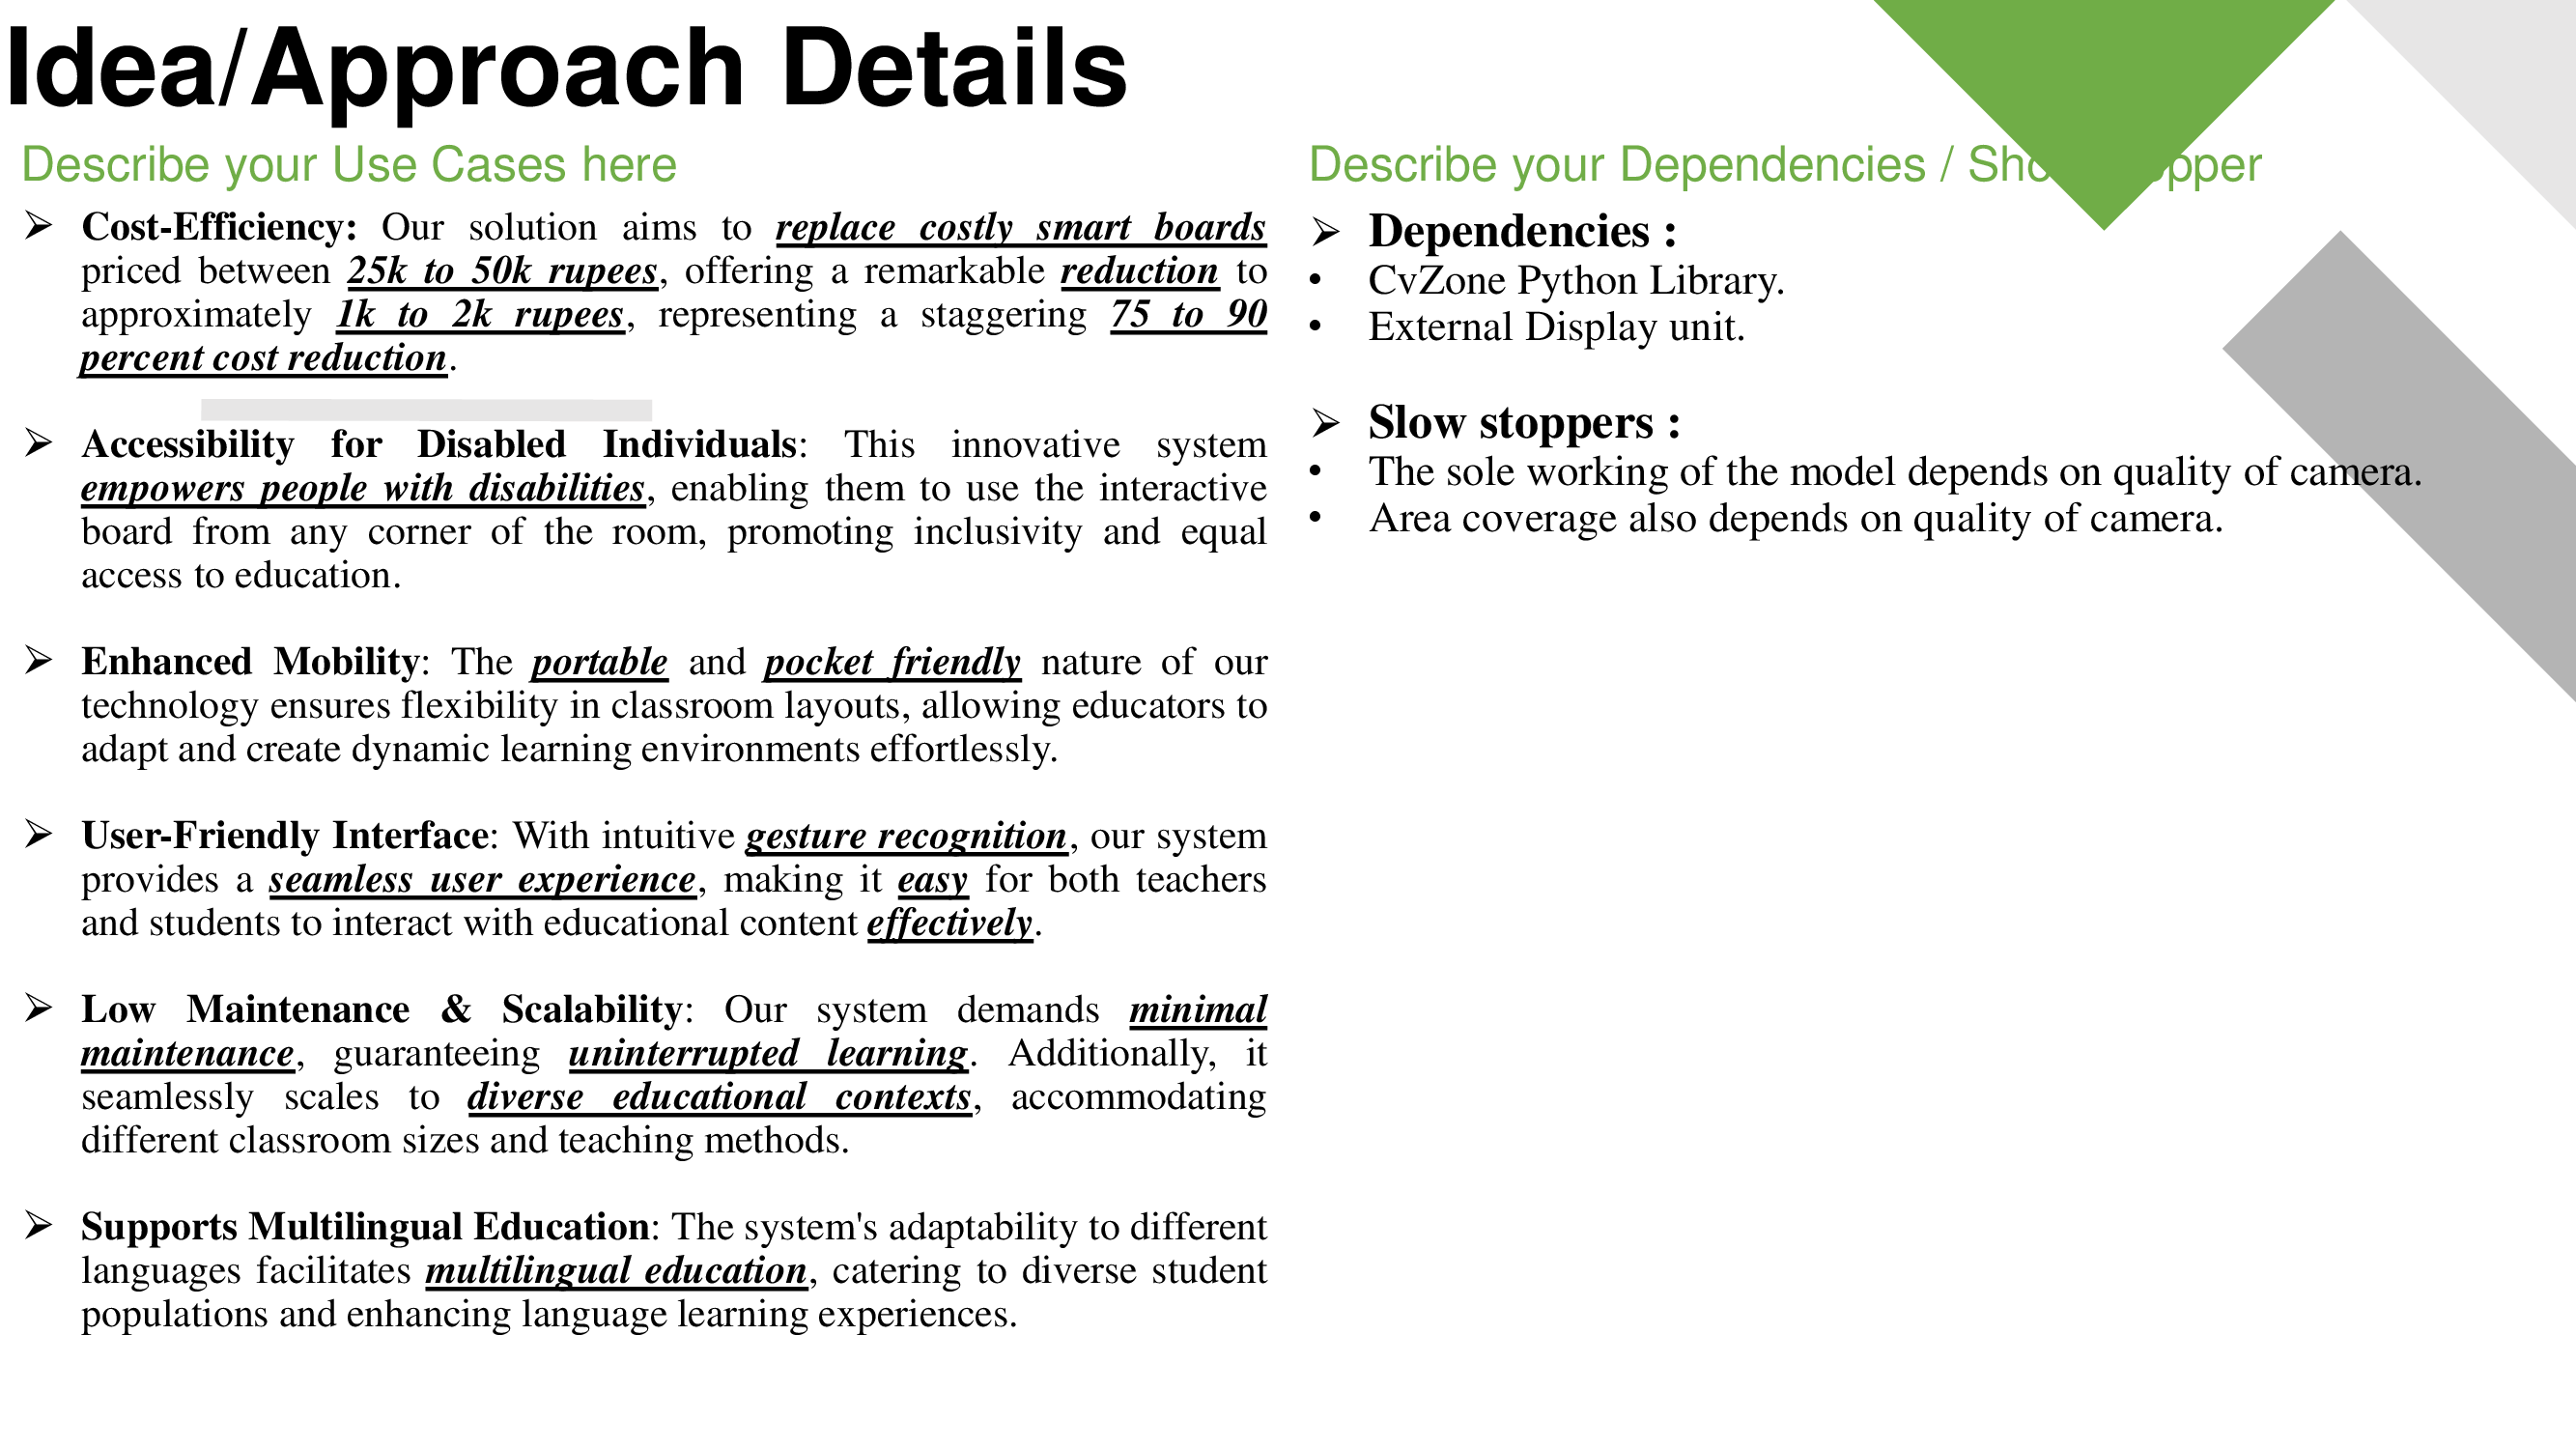 Idea/Approach Details
Describe your Use Cases here
➢ Cost-Efficiency: Our solution aims to replace costly smart boards
priced between 25k to 50k rupees, offering a remarkable reduction to
approximately 1k to 2k rupees, representing a staggering 75 to 90
percent cost reduction.
➢ Accessibility for Disabled Individuals: This innovative system
empowers people with disabilities, enabling them to use the interactive
board from any corner of the room, promoting inclusivity and equal
access to education.
➢ Enhanced Mobility: The portable and pocket friendly nature of our
technology ensures flexibility in classroom layouts, allowing educators to
adapt and create dynamic learning environments effortlessly.
➢ User-Friendly Interface: With intuitive gesture recognition, our system
provides a seamless user experience, making it easy for both teachers
and students to interact with educational content effectively.
➢ Low Maintenance & Scalability: Our system demands minimal
maintenance, guaranteeing uninterrupted learning. Additionally, it
seamlessly scales to diverse educational contexts, accommodating
different classroom sizes and teaching methods.
➢ Supports Multilingual Education: The system's adaptability to different
languages facilitates multilingual education, catering to diverse student
populations and enhancing language learning experiences.
Describe your Dependencies /
➢ Dependencies :
• CvZone Python Library.
• External Display unit.
➢ Slow stoppers :
• The sole working of the model depends on quality of camera.
• Area coverage also depends on quality of camera.